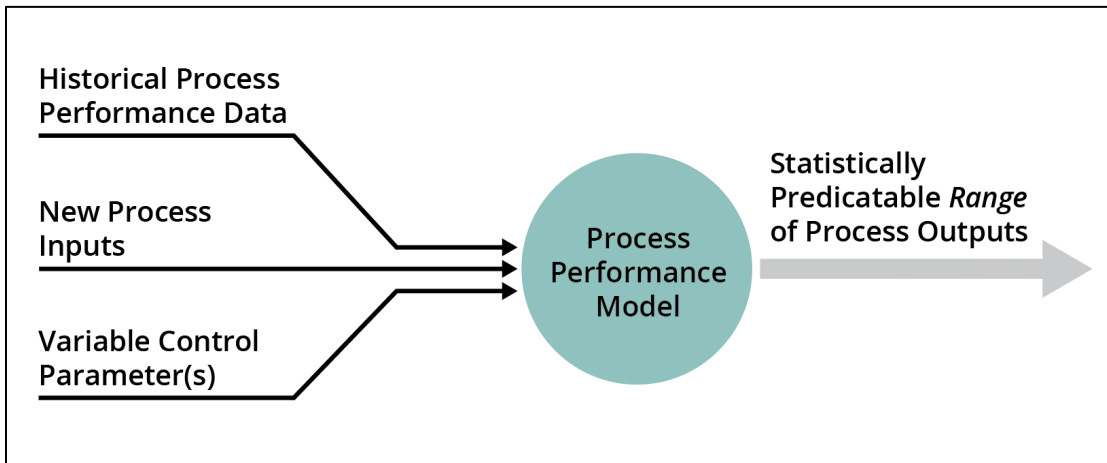 Historical Process
Performance Data
New Process
Inputs
Variable Control
Parameter(s)
Process
Performance
Model
Statistically
Predicatable Range
of Process Outputs